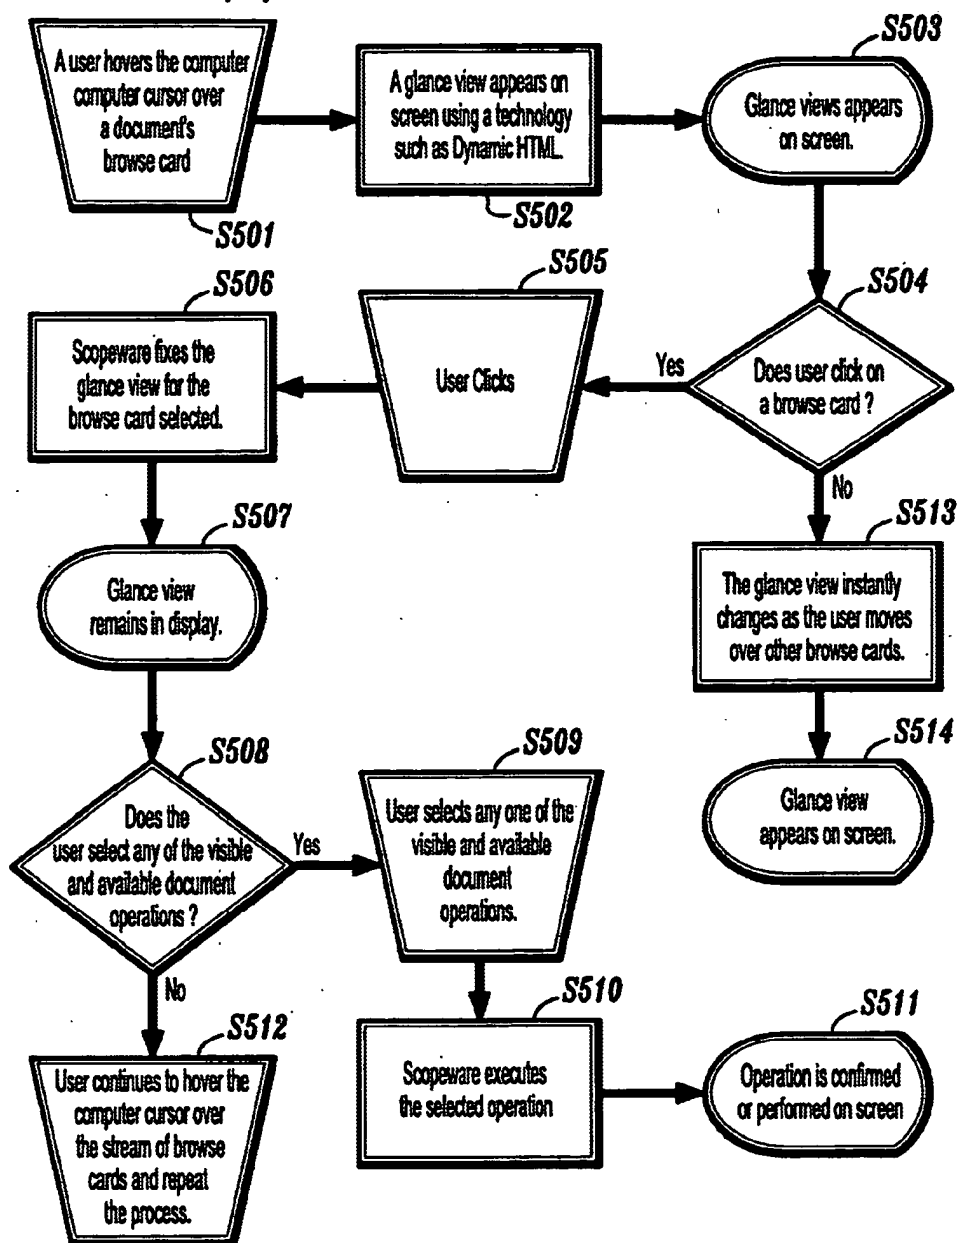 A user hovers the computer
computer cursor over
a document's
browse card
S501
A glance view appears on
screen using a technology
such as Dynamic HTML.
S502
S503
Glance views appears
on screen.
S504
Does user click on
a browse card ?
Yes
No
S505
User Clicks
S506
Scopeware fixes the
glance view for the
browse card selected.
S507
Glance view
remains in display.
S513
The glance view instantly
changes as the user moves
over other browse cards.
S514
Glance view
appears on screen.
S508
Does the
user select any of the visible
and available document
operations ?
Yes
No
S509
User selects any one of the
visible and available
document
operations.
S510
Scopeware executes
the selected operation
S511
Operation is confirmed
or performed on screen
S512
User continues to hover the
computer cursor over
the stream of browse
cards and repeat
the process.